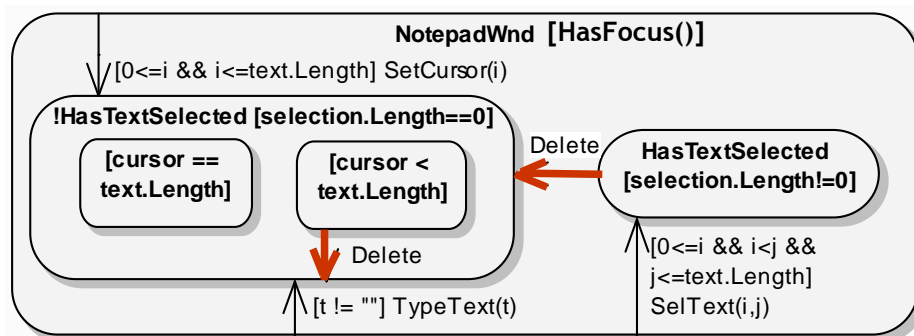 NotepadWnd [HasFocus()]
[0<=i && i<=text.Length] SetCursor(i)
!HasTextSelected [selection.Length==0]
[cursor ==
text.Length]
[cursor <
text.Length]
Delete
Delete
HasTextSelected
[selection.Length!=0]
[0<=i && i<j &&
j<=text.Length]
SelText(i,j)
[t != ""] TypeText(t)